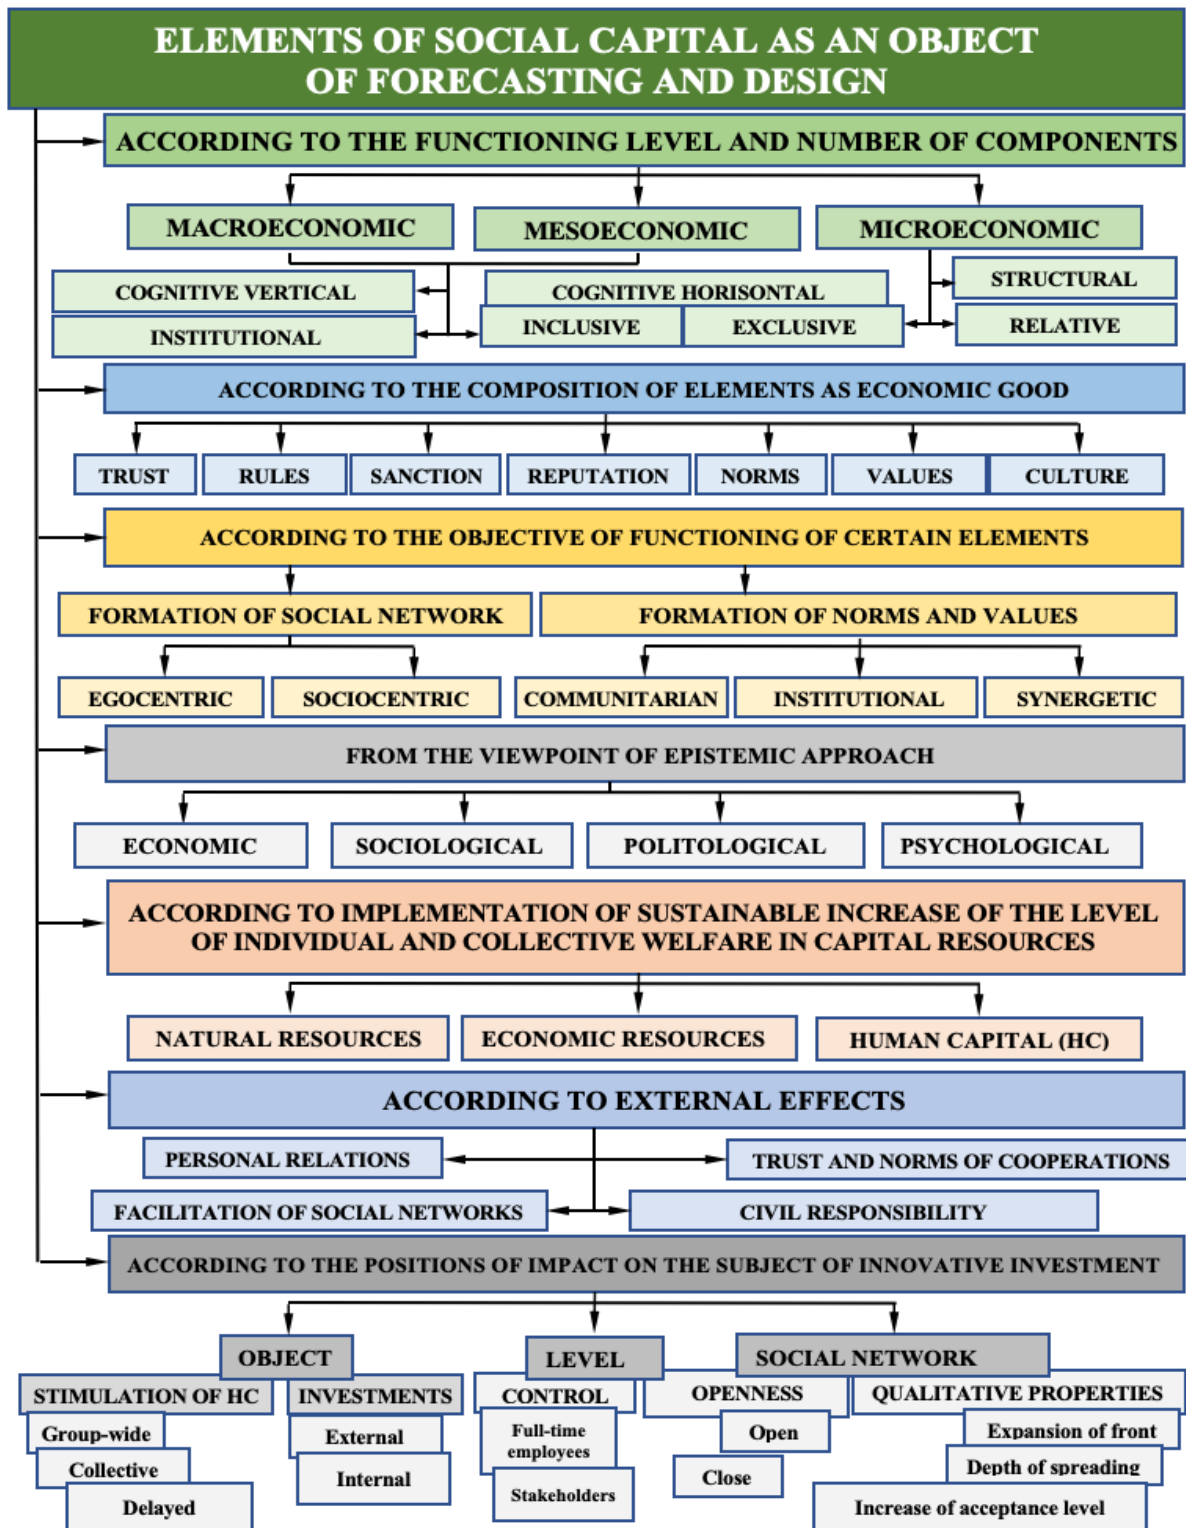 ELEMENTS OF SOCIAL CAPITAL AS AN OBJECT
OF FORECASTING AND DESIGN
ACCORDING TO THE FUNCTIONING LEVEL AND NUMBER OF COMPONENTS
MACROECONOMIC
MESOECONOMIC
MICROECONOMIC
COGNITIVE VERTICAL
COGNITIVE HORISONTAL
STRUCTURAL
INSTITUTIONAL
INCLUSIVE
EXCLUSIVE
RELATIVE
ACCORDING TO THE COMPOSITION OF ELEMENTS AS ECONOMIC GOOD
TRUST
RULES
SANCTION
REPUTATION
NORMS
VALUES
CULTURE
ACCORDING TO THE OBJECTIVE OF FUNCTIONING OF CERTAIN ELEMENTS
FORMATION OF SOCIAL NETWORK
FORMATION OF NORMS AND VALUES
EGOCENTRIC
SOCIOCENTRIC
COMMUNITARIAN
INSTITUTIONAL
SYNERGETIC
FROM THE VIEWPOINT OF EPISTEMIC APPROACH
ECONOMIC
SOCIOLOGICAL
POLITOLOGICAL
PSYCHOLOGICAL
ACCORDING TO IMPLEMENTATION OF SUSTAINABLE INCREASE OF THE LEVEL
OF INDIVIDUAL AND COLLECTIVE WELFARE IN CAPITAL RESOURCES
NATURAL RESOURCES
ECONOMIC RESOURCES
HUMAN CAPITAL (HC)
ACCORDING TO EXTERNAL EFFECTS
PERSONAL RELATIONS
TRUST AND NORMS OF COOPERATIONS
FACILITATION OF SOCIAL NETWORKS
CIVIL RESPONSIBILITY
ACCORDING TO THE POSITIONS OF IMPACT ON THE SUBJECT OF INNOVATIVE INVESTMENT
OBJECT
LEVEL
SOCIAL NETWORK
STIMULATION OF HC
INVESTMENTS
CONTROL
OPENNESS
QUALITATIVE PROPERTIES
Group-wide
External
Full-time
employees
Open
Expansion of front
Collective
Internal
Stakeholders
Close
Depth of spreading
Delayed
Increase of acceptance level